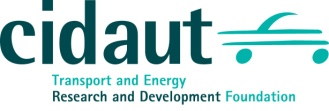 cidaut
Transport and Energy
Research and Development Foundation